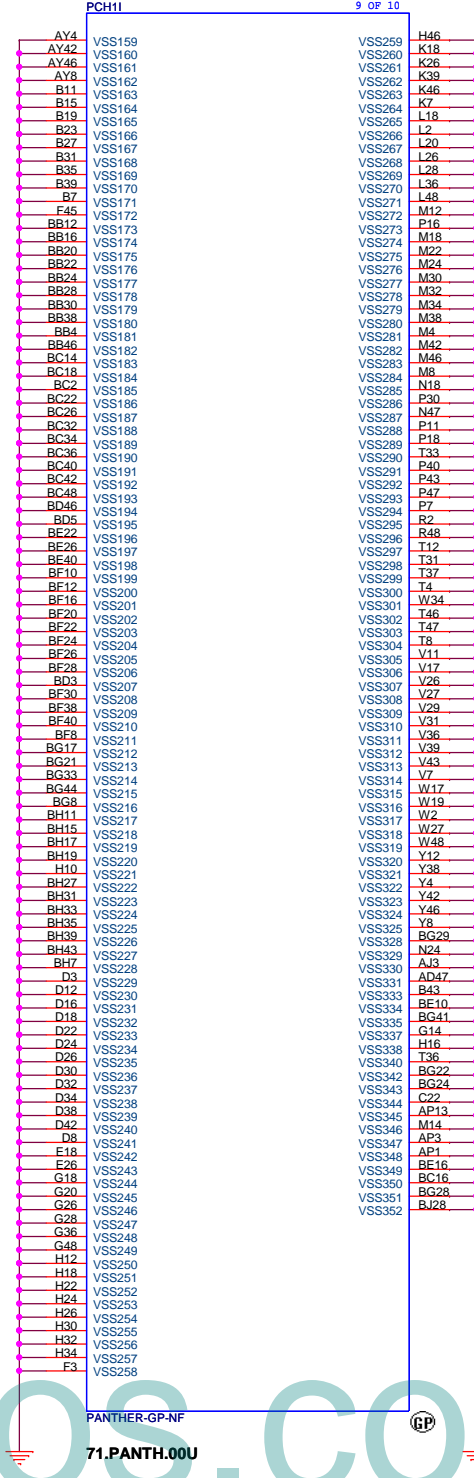 PCH1I 9 OF 10
AY4 VSS159 VSS259 H46
AY42 VSS160 VSS260 K18
AY46 VSS161 VSS261 K26
AY8 VSS162 VSS262 K39
B11 VSS163 VSS263 K46
B15 VSS164 VSS264 K7
B19 VSS165 VSS265 L18
B23 VSS166 VSS266 L2
B27 VSS167 VSS267 L20
B31 VSS168 VSS268 L26
B35 VSS169 VSS269 L28
B39 VSS170 VSS270 L36
B7 VSS171 VSS271 L48
F45 VSS172 VSS272 M12
BB12 VSS173 VSS273 P16
BB16 VSS174 VSS274 M18
BB20 VSS175 VSS275 M22
BB22 VSS176 VSS276 M24
BB24 VSS177 VSS277 M30
BB28 VSS178 VSS278 M32
BB30 VSS179 VSS279 M34
BB38 VSS180 VSS280 M38
BB4 VSS181 VSS281 M4
BB46 VSS182 VSS282 M42
BC14 VSS183 VSS283 M46
BC18 VSS184 VSS284 M8
BC2 VSS185 VSS285 N18
BC22 VSS186 VSS286 P30
BC26 VSS187 VSS287 N47
BC32 VSS188 VSS288 P11
BC34 VSS189 VSS289 P18
BC36 VSS190 VSS290 T33
BC40 VSS191 VSS291 P40
BC42 VSS192 VSS292 P43
BC48 VSS193 VSS293 P47
BD46 VSS194 VSS294 P7
BD5 VSS195 VSS295 R2
BE22 VSS196 VSS296 R48
BE26 VSS197 VSS297 T12
BE40 VSS198 VSS298 T31
BF10 VSS199 VSS299 T37
BF12 VSS200 VSS300 T4
BF16 VSS201 VSS301 W34
BF20 VSS202 VSS302 T46
BF22 VSS203 VSS303 T47
BF24 VSS204 VSS304 T8
BF26 VSS205 VSS305 V11
BF28 VSS206 VSS306 V17
BD3 VSS207 VSS307 V26
BF30 VSS208 VSS308 V27
BF38 VSS209 VSS309 V29
BF40 VSS210 VSS310 V31
BF8 VSS211 VSS311 V36
BG17 VSS212 VSS312 V39
BG21 VSS213 VSS313 V43
BG33 VSS214 VSS314 V7
BG44 VSS215 VSS315 W17
BG8 VSS216 VSS316 W19
BH11 VSS217 VSS317 W2
BH15 VSS218 VSS318 W27
BH17 VSS219 VSS319 W48
BH19 VSS220 VSS320 Y12
H10 VSS221 VSS321 Y38
BH27 VSS222 VSS322 Y4
BH31 VSS223 VSS323 Y42
BH33 VSS224 VSS324 Y46
BH35 VSS225 VSS325 Y8
BH39 VSS226 VSS328 BG29
BH43 VSS227 VSS329 N24
BH7 VSS228 VSS330 AJ3
D3 VSS229 VSS331 AD47
D12 VSS230 VSS333 B43
D16 VSS231 VSS334 BE10
D18 VSS232 VSS335 BG41
D22 VSS233 VSS337 G14
D24 VSS234 VSS338 H16
D26 VSS235 VSS340 T36
D30 VSS236 VSS342 BG22
D32 VSS237 VSS343 BG24
D34 VSS238 VSS344 C22
D38 VSS239 VSS345 AP13
D42 VSS240 VSS346 M14
D8 VSS241 VSS347 AP3
E18 VSS242 VSS348 AP1
E26 VSS243 VSS349 BE16
G18 VSS244 VSS350 BC16
G20 VSS245 VSS351 BG28
G26 VSS246 VSS352 BJ28
G28 VSS247
G36 VSS248
G48 VSS249
H12 VSS250
H18 VSS251
H22 VSS252
H24 VSS253
H26 VSS254
H30 VSS255
H32 VSS256
H34 VSS257
F3 VSS258
PANTHER-GP-NF GP
71.PANTH.00U
os.co